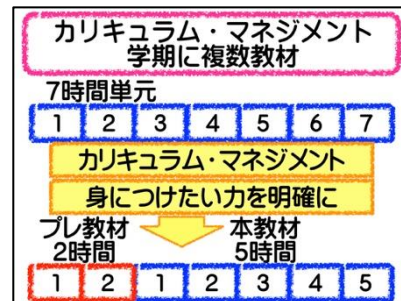 カリキュラム・マネジメント
学期に複数教材
7時間単元
1 2 3 4 5 6 7
カリキュラム・マネジメント
身につけたい力を明確に
プレ教材 本教材
2時間 5時間
1 2 1 2 3 4 5